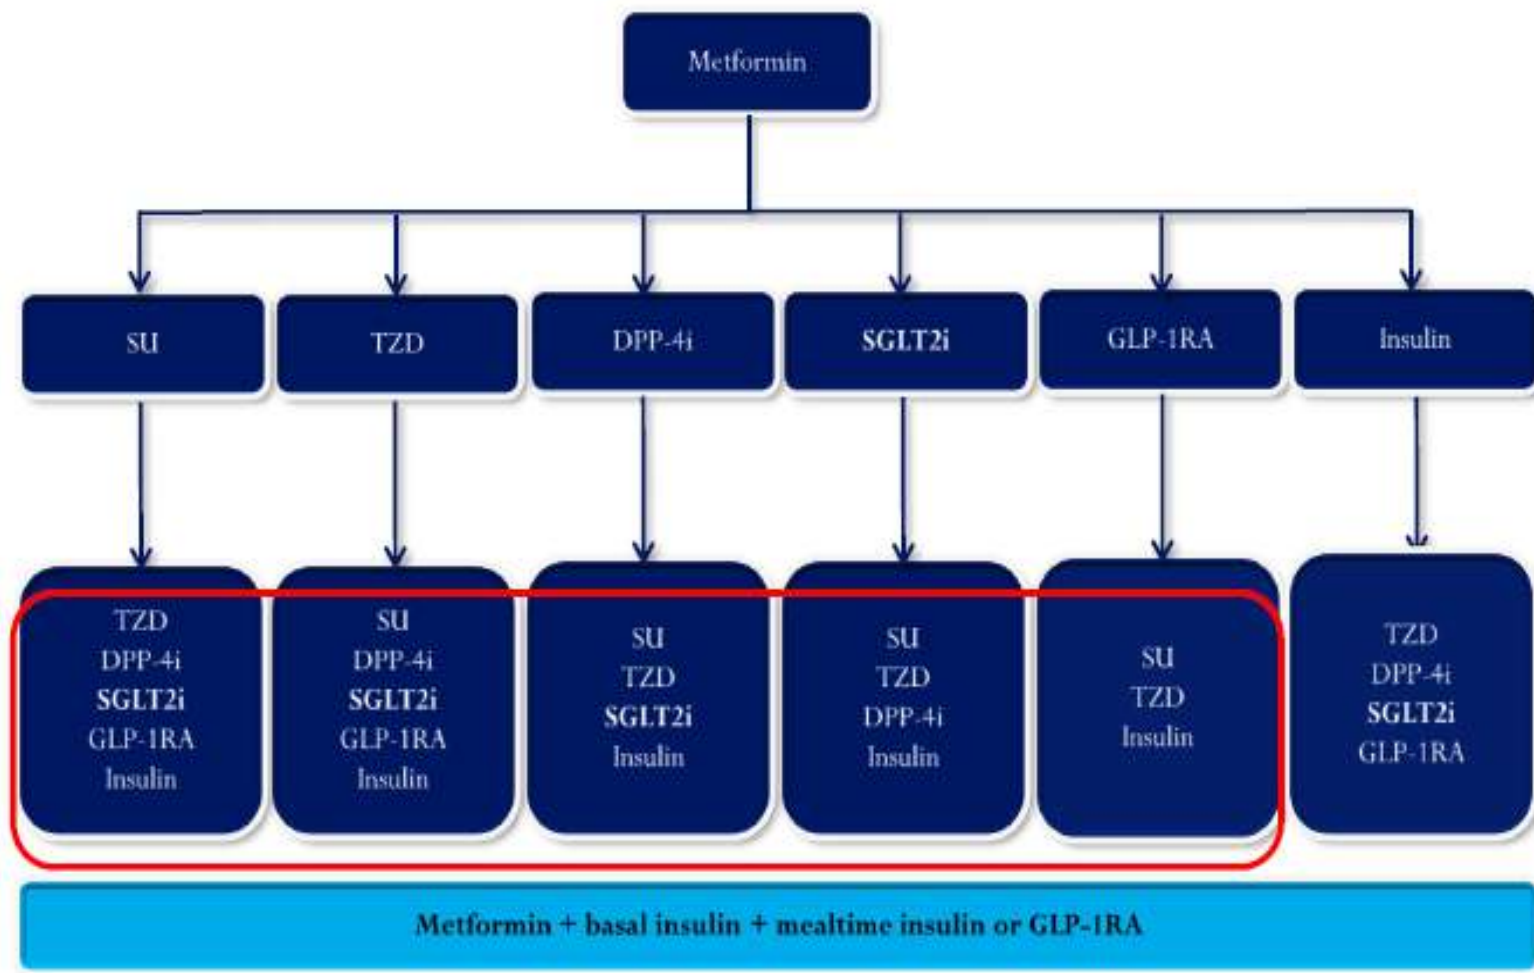 Metformin
SU
TZD
DPP-4i
SGLT2i
GLP-1RA
Insulin
TZD
DPP-4i
SGLT2i
GLP-1RA
Insulin
SU
DPP-4i
SGLT2i
GLP-1RA
Insulin
SU
TZD
SGLT2i
Insulin
SU
TZD
DPP-4i
Insulin
SU
TZD
Insulin
TZD
DPP-4i
SGLT2i
GLP-1RA
Metformin + basal insulin + mealtime insulin or GLP-1RA